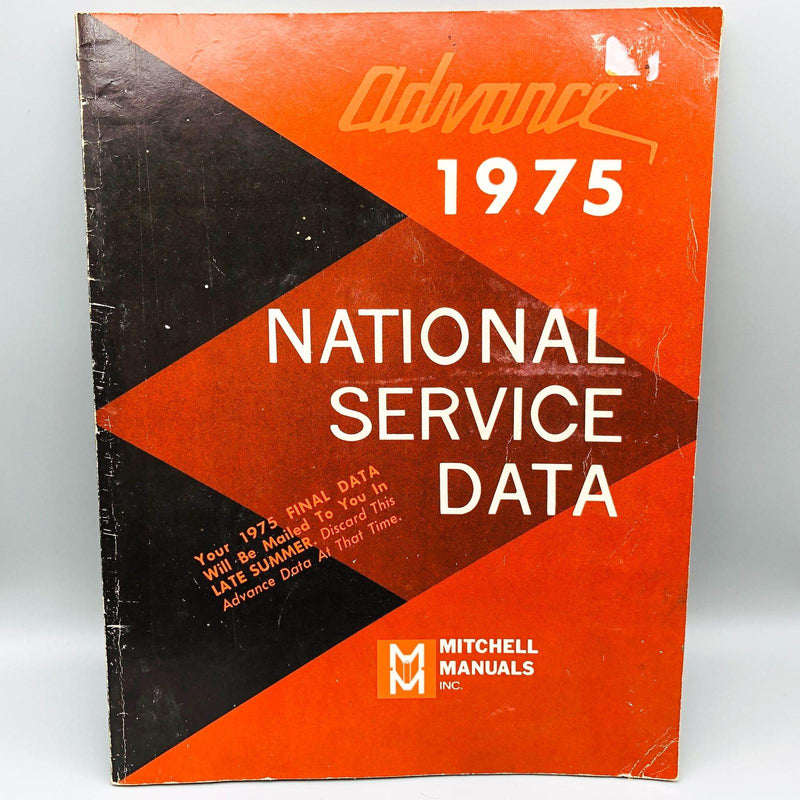 advance
1975
NATIONAL
SERVICE
DATA
Your 1975 FINAL DATA
Will Be Mailed To You In
LATE SUMMER. Discard This
Advance Data At That Time.
M
MITCHELL
MANUALS
INC.